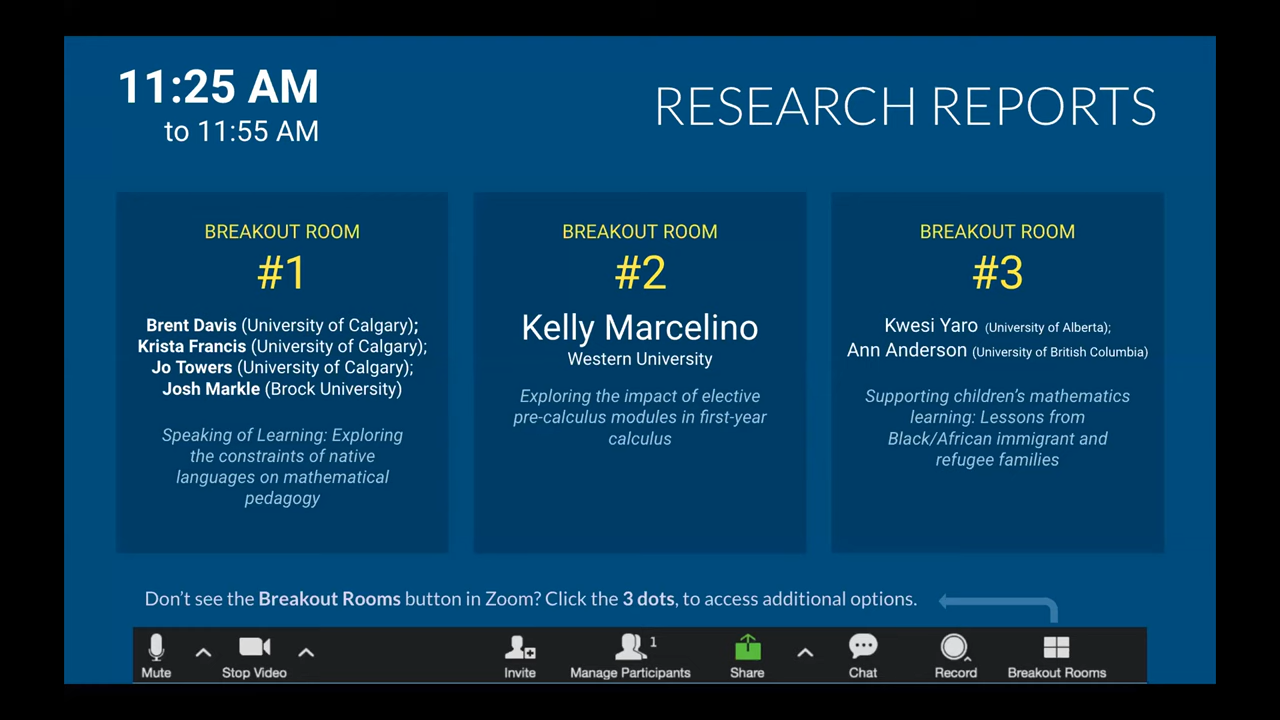 11:25 AM
to 11:55 AM
RESEARCH REPORTS
BREAKOUT ROOM
#1
Brent Davis (University of Calgary);
Krista Francis (University of Calgary);
Jo Towers (University of Calgary);
Josh Markle (Brock University)
Speaking of Learning: Exploring
the constraints of native
languages on mathematical
pedagogy
BREAKOUT ROOM
#2
Kelly Marcelino
Western University
Exploring the impact of elective
pre-calculus modules in first-year
calculus
BREAKOUT ROOM
#3
Kwesi Yaro (University of Alberta);
Ann Anderson (University of British Columbia)
Supporting children's mathematics
learning: Lessons from
Black/African immigrant and
refugee families
Don't see the Breakout Rooms button in Zoom? Click the 3 dots, to access additional options.
Mute
Stop Video
Invite
1
Manage Participants
Share
Chat
Record
Breakout Rooms